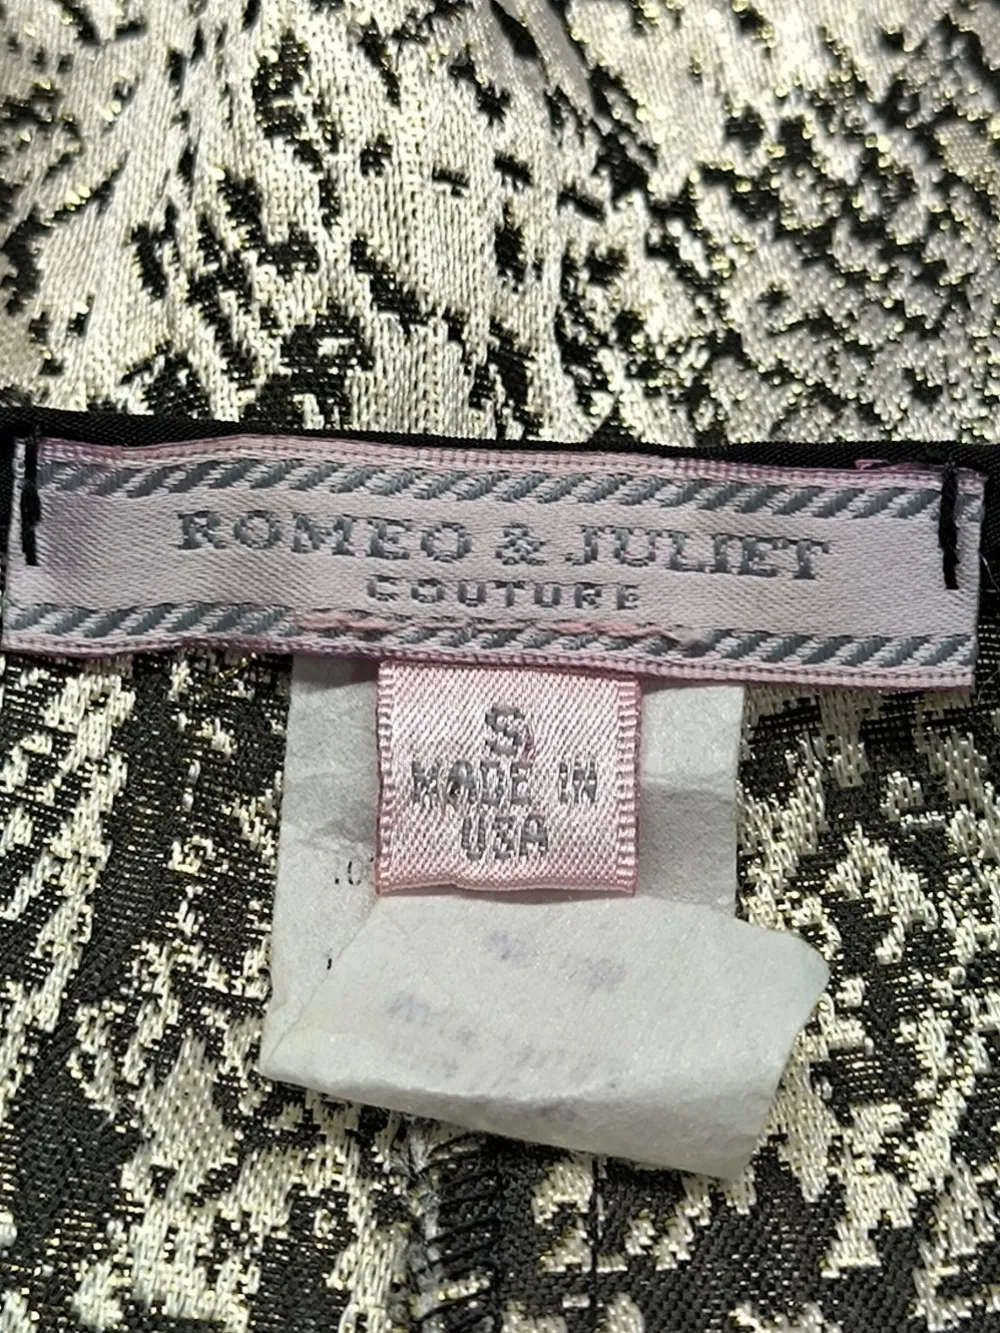 ROMEO & JULIET
COUTURE
S
MADE IN
USA